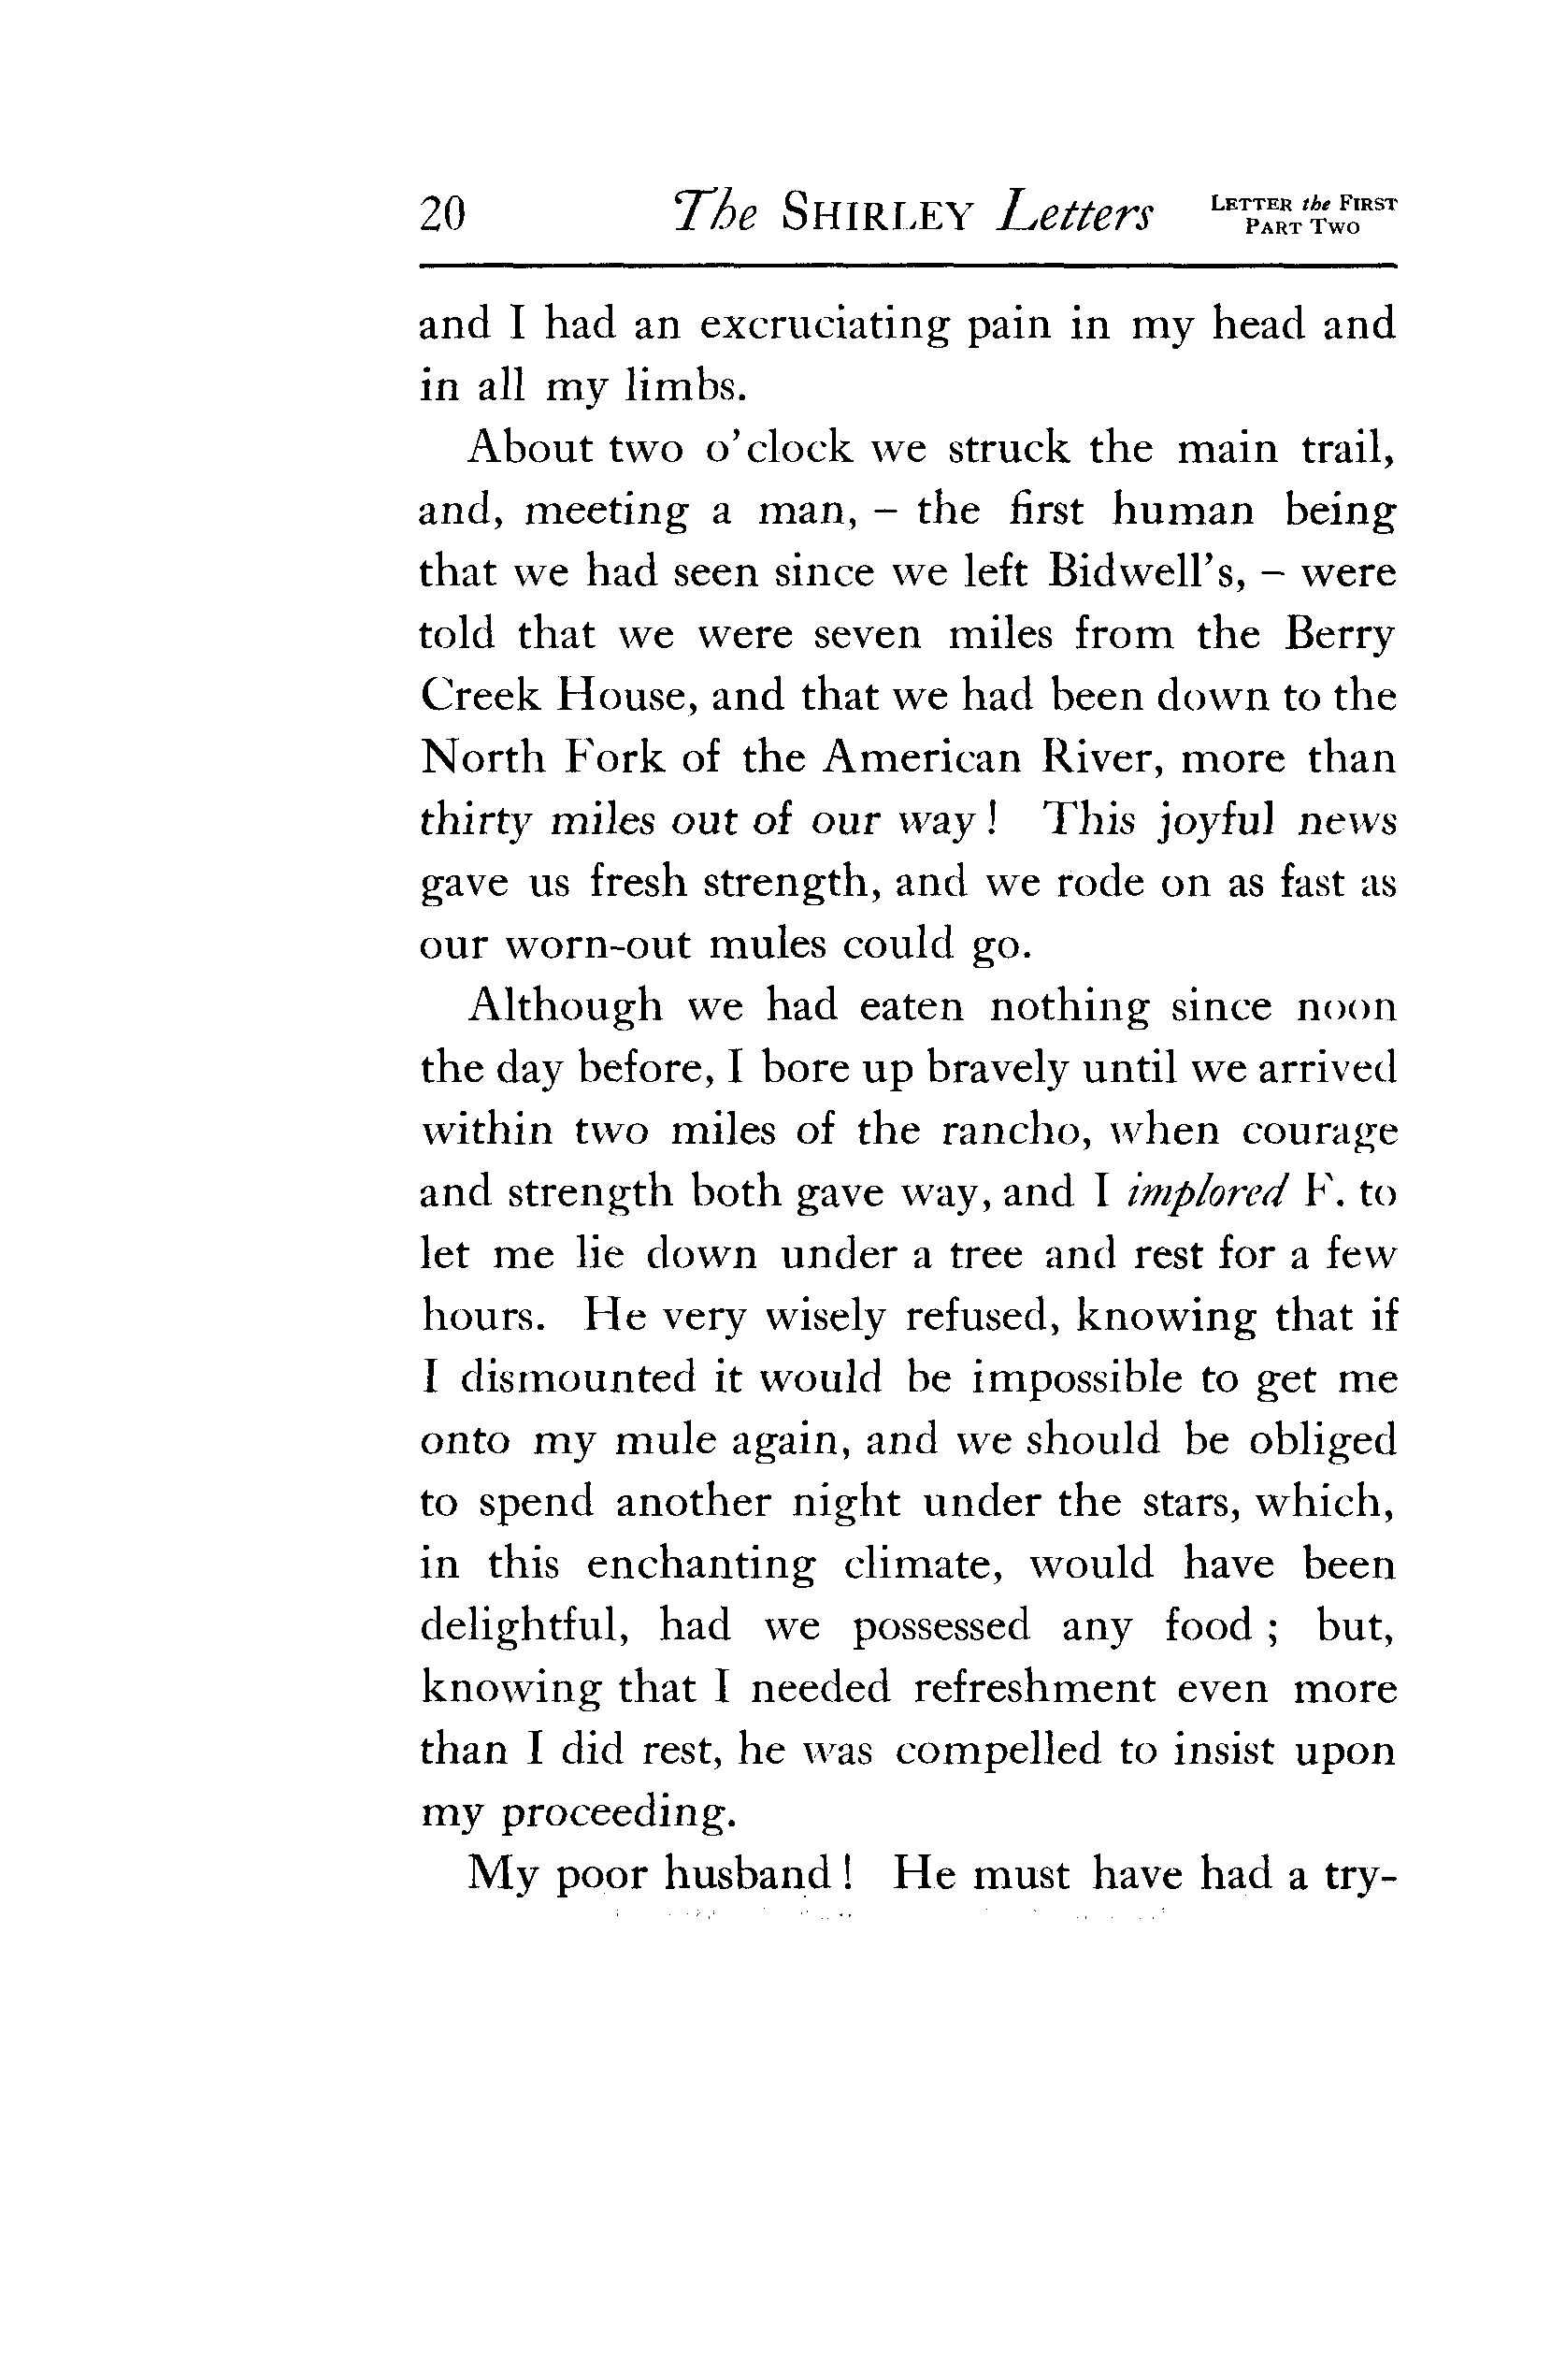 20 The SHIRLEY Letters LETTER the FIRST
PART TWO
and I had an excruciating pain in my head and
in all my limbs.
About two o'clock we struck the main trail,
and, meeting a man, – the first human being
that we had seen since we left Bidwell's, – were
told that we were seven miles from the Berry
Creek House, and that we had been down to the
North Fork of the American River, more than
thirty miles out of our way! This joyful news
gave us fresh strength, and we rode on as fast as
our worn-out mules could go.
Although we had eaten nothing since noon
the day before, I bore up bravely until we arrived
within two miles of the rancho, when courage
and strength both gave way, and I implored F. to
let me lie down under a tree and rest for a few
hours. He very wisely refused, knowing that if
I dismounted it would be impossible to get me
onto my mule again, and we should be obliged
to spend another night under the stars, which,
in this enchanting climate, would have been
delightful, had we possessed any food; but,
knowing that I needed refreshment even more
than I did rest, he was compelled to insist upon
my proceeding.
My poor husband! He must have had a try-